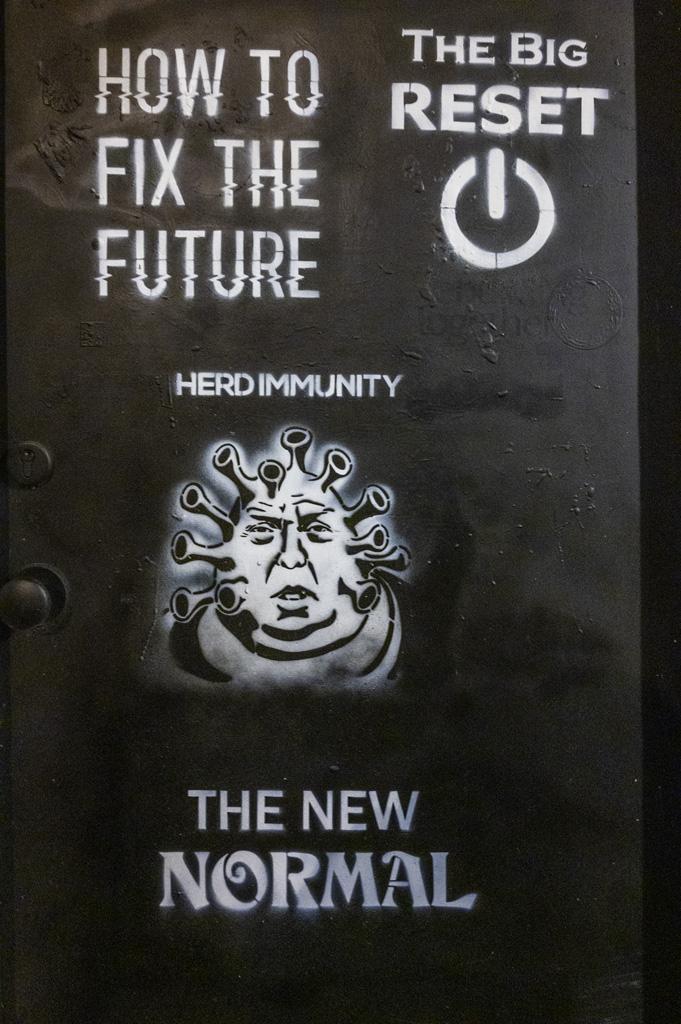 HOW TO
FIX THE
FUTURE
THE BIG
RESET
HERD IMMUNITY
THE NEW
NORMAL